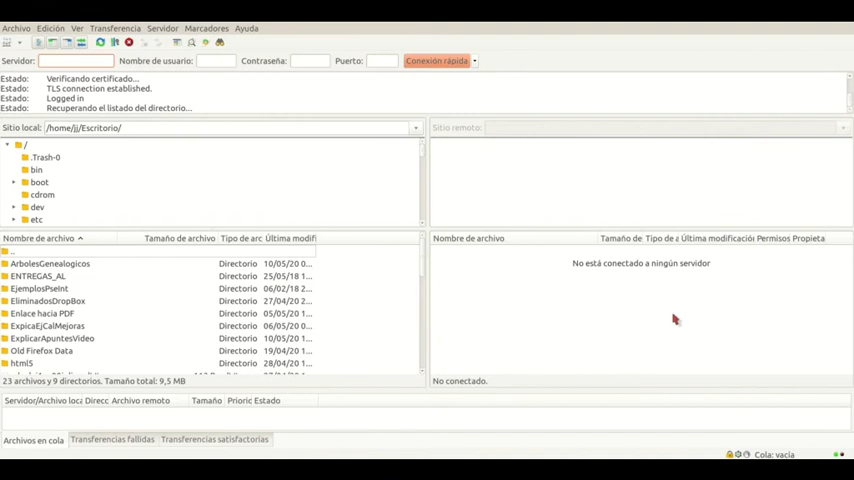 Archivo Edición Ver Transferencia Servidor Marcadores Ayuda
Servidor: Nombre de usuario: Contraseña: Puerto: Conexión rápida
Estado: Verificando certificado...
Estado: TLS connection established.
Estado: Logged in
Estado: Recuperando el listado del directorio...
Sitio local: /home/jj/Escritorio/
Sitio remoto:
/
.Trash-0
bin
boot
cdrom
dev
etc
Nombre de archivo Tamaño de archivo Tipo de arc Última modifi
..
ArbolesGenealogicos Directorio 10/05/20 0...
ENTREGAS_AL Directorio 25/05/18 1...
EjemplosPseInt Directorio 06/02/18 2...
EliminadosDropBox Directorio 27/04/20 2...
Enlace hacia PDF Directorio 05/05/20 1...
ExpicaEjCalMejoras Directorio 06/05/20 0...
ExplicarApuntesVideo Directorio 10/05/20 1...
Old Firefox Data Directorio 19/04/20 1...
html5 Directorio 28/04/20 1...
23 archivos y 9 directorios. Tamaño total: 9,5 MB
Nombre de archivo Tamaño de Tipo de a Última modificación Permisos Propieta
No está conectado a ningún servidor
No conectado.
Servidor/Archivo loca Direcc Archivo remoto Tamaño Prioric Estado
Archivos en cola Transferencias fallidas Transferencias satisfactorias
Cola: vacía